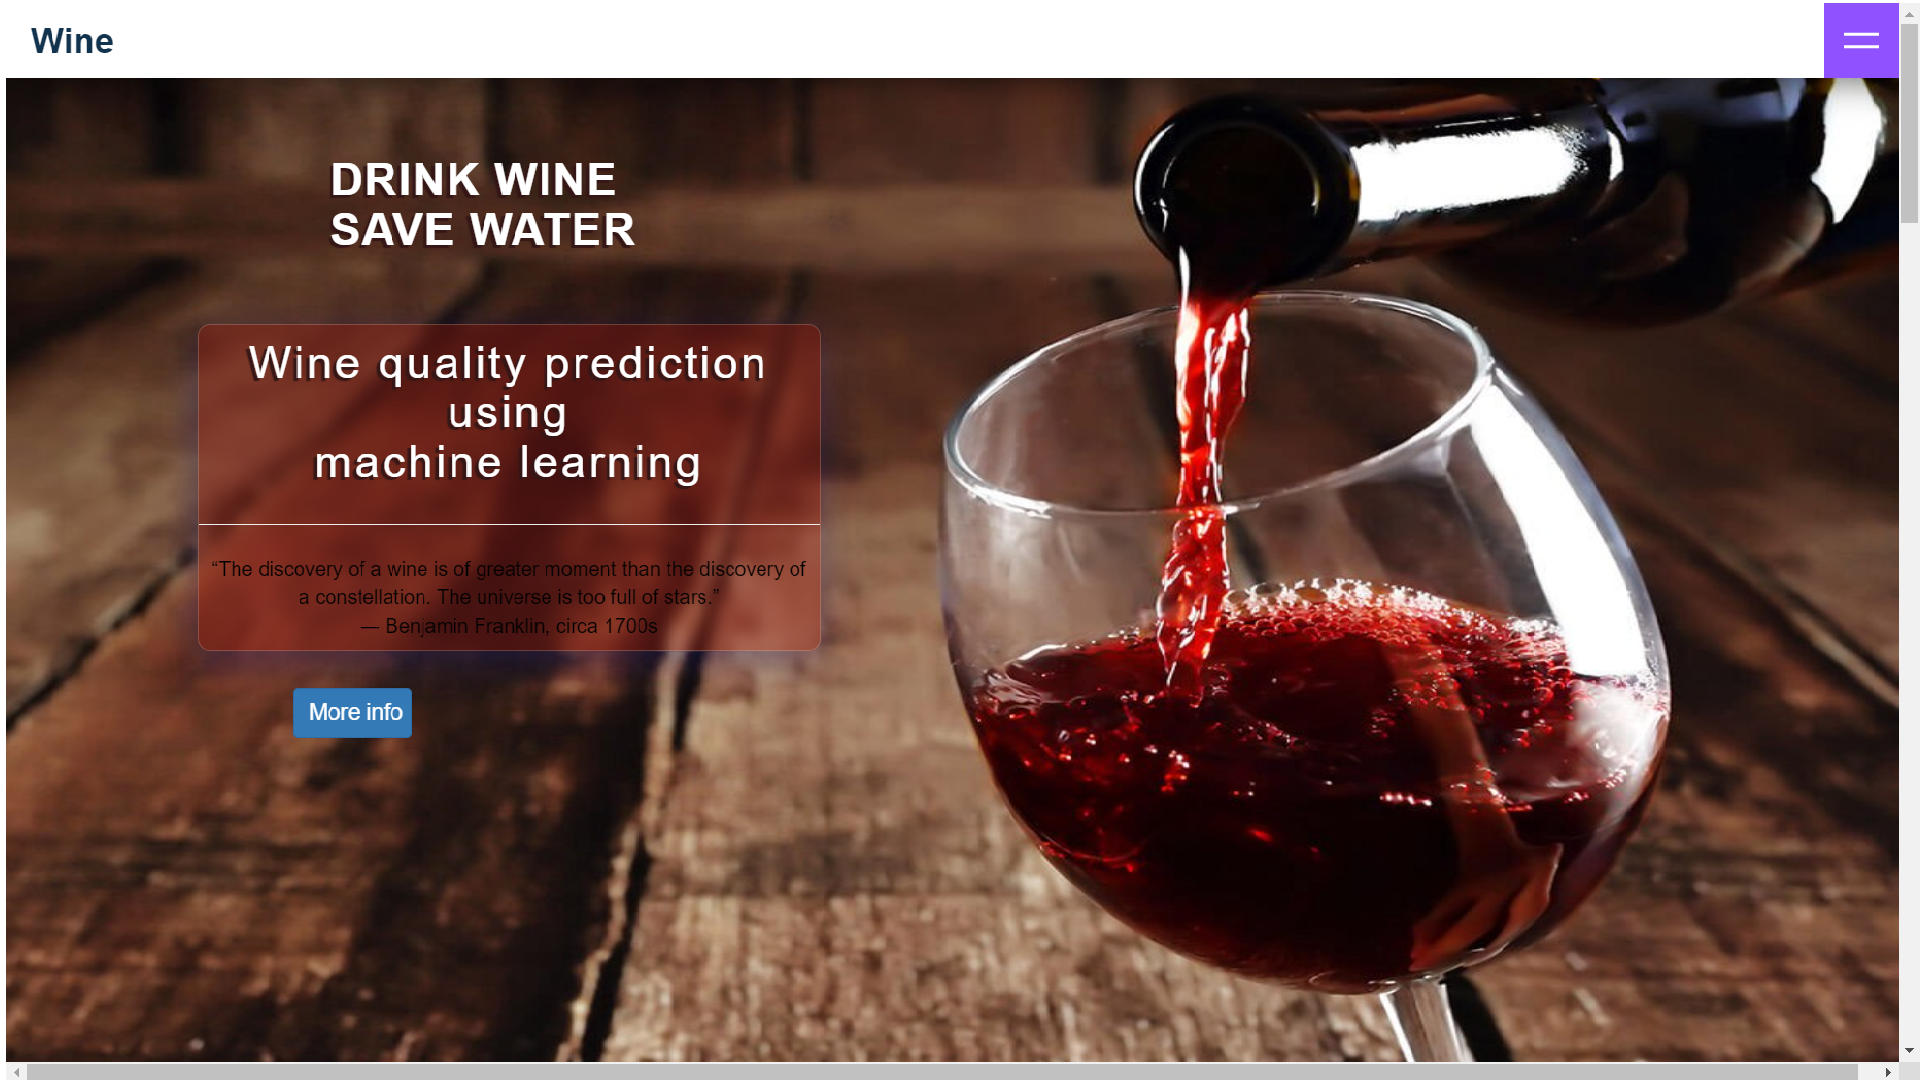 Wine
DRINK WINE
SAVE WATER
Wine quality prediction
using
machine learning
“The discovery of a wine is of greater moment than the discovery of
a constellation. The universe is too full of stars.”
— Benjamin Franklin, circa 1700s
More info